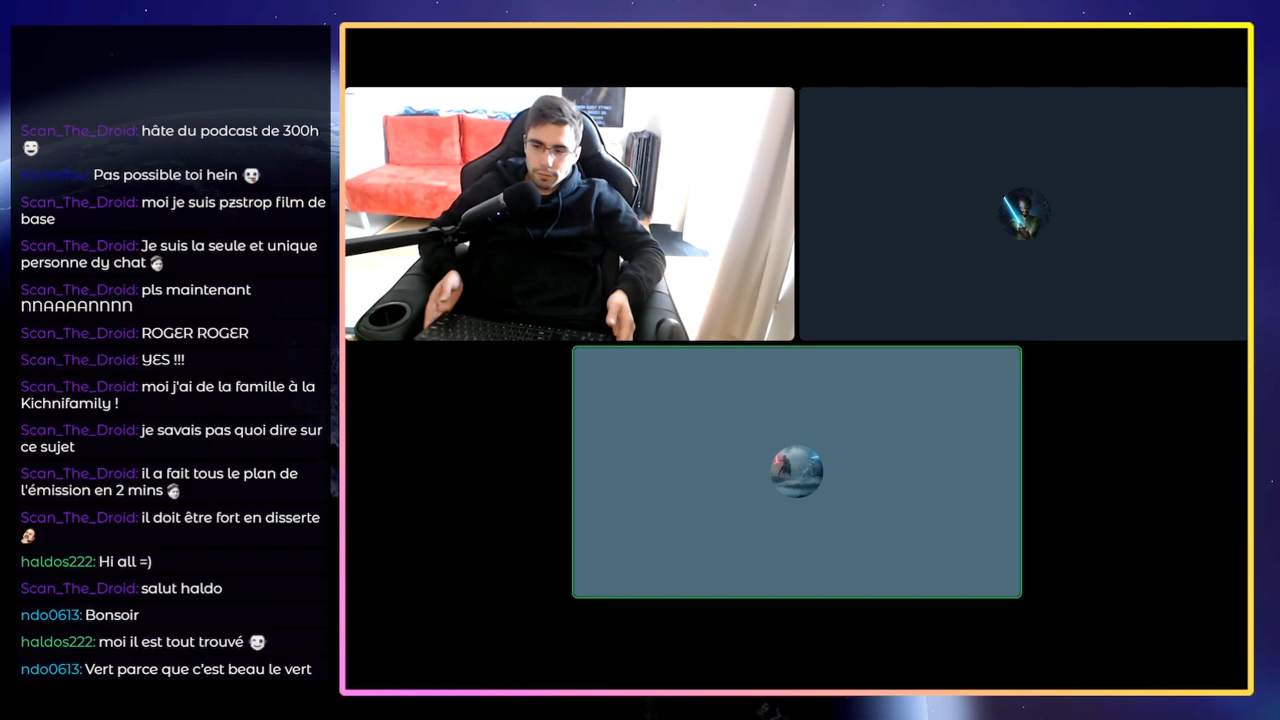 Scan_The_Droid: hâte du podcast de 300h
Pas possible toi hein
Scan_The_Droid: moi je suis pzstrop film de
base
Scan_The_Droid: Je suis la seule et unique
personne dy chat
Scan_The_Droid: pls maintenant
NNAAAANNNN
Scan_The_Droid: ROGER ROGER
Scan_The_Droid: YES !!!
Scan_The_Droid: moi j'ai de la famille à la
Kichnifamily !
Scan_The_Droid: je savais pas quoi dire sur
ce sujet
Scan_The_Droid: il a fait tous le plan de
l'émission en 2 mins
Scan_The_Droid: il doit être fort en disserte
haldos222: Hi all =)
Scan_The_Droid: salut haldo
ndo0613: Bonsoir
haldos222: moi il est tout trouvé
ndo0613: Vert parce que c'est beau le vert